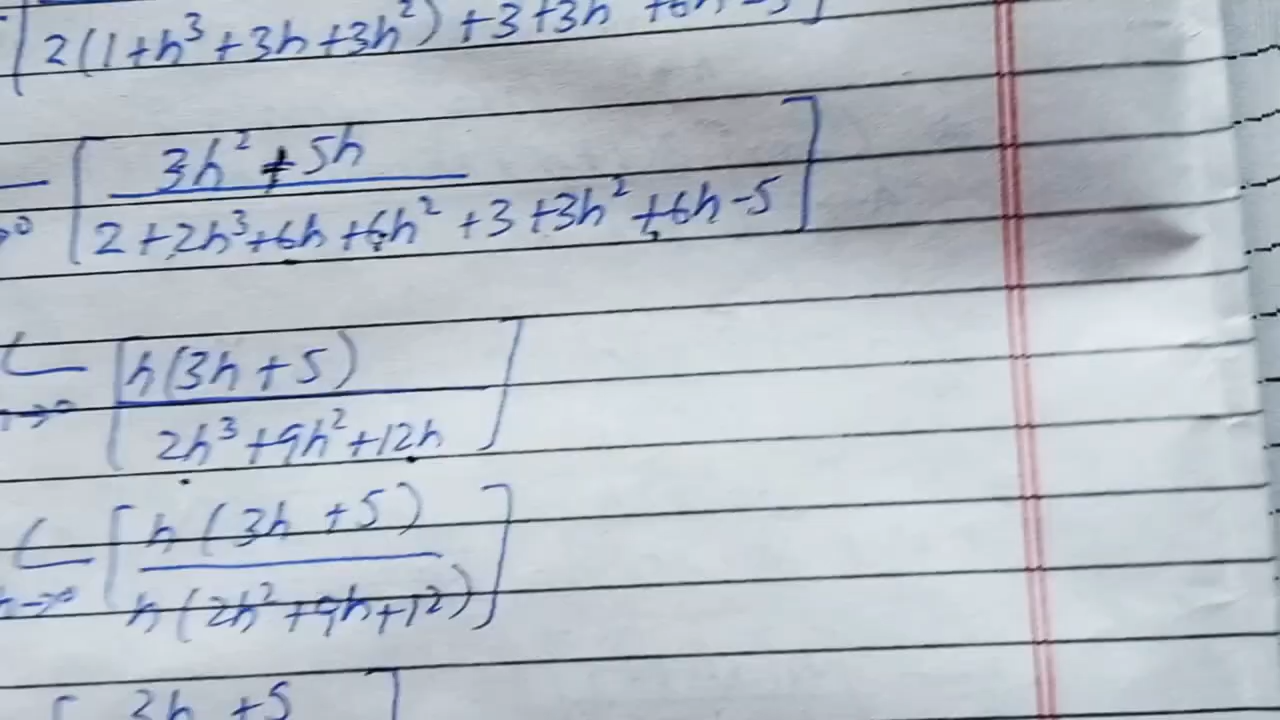 2(1+h³+3h+3h²)+3+3h
[3h²+5h
2+2h³+6h+6h²+3+3h²+6h-5]
[h(3h+5)
2h³+9h²+12h]
[h(3h+5)
h(2h²+9h+12)]
[3h+5]